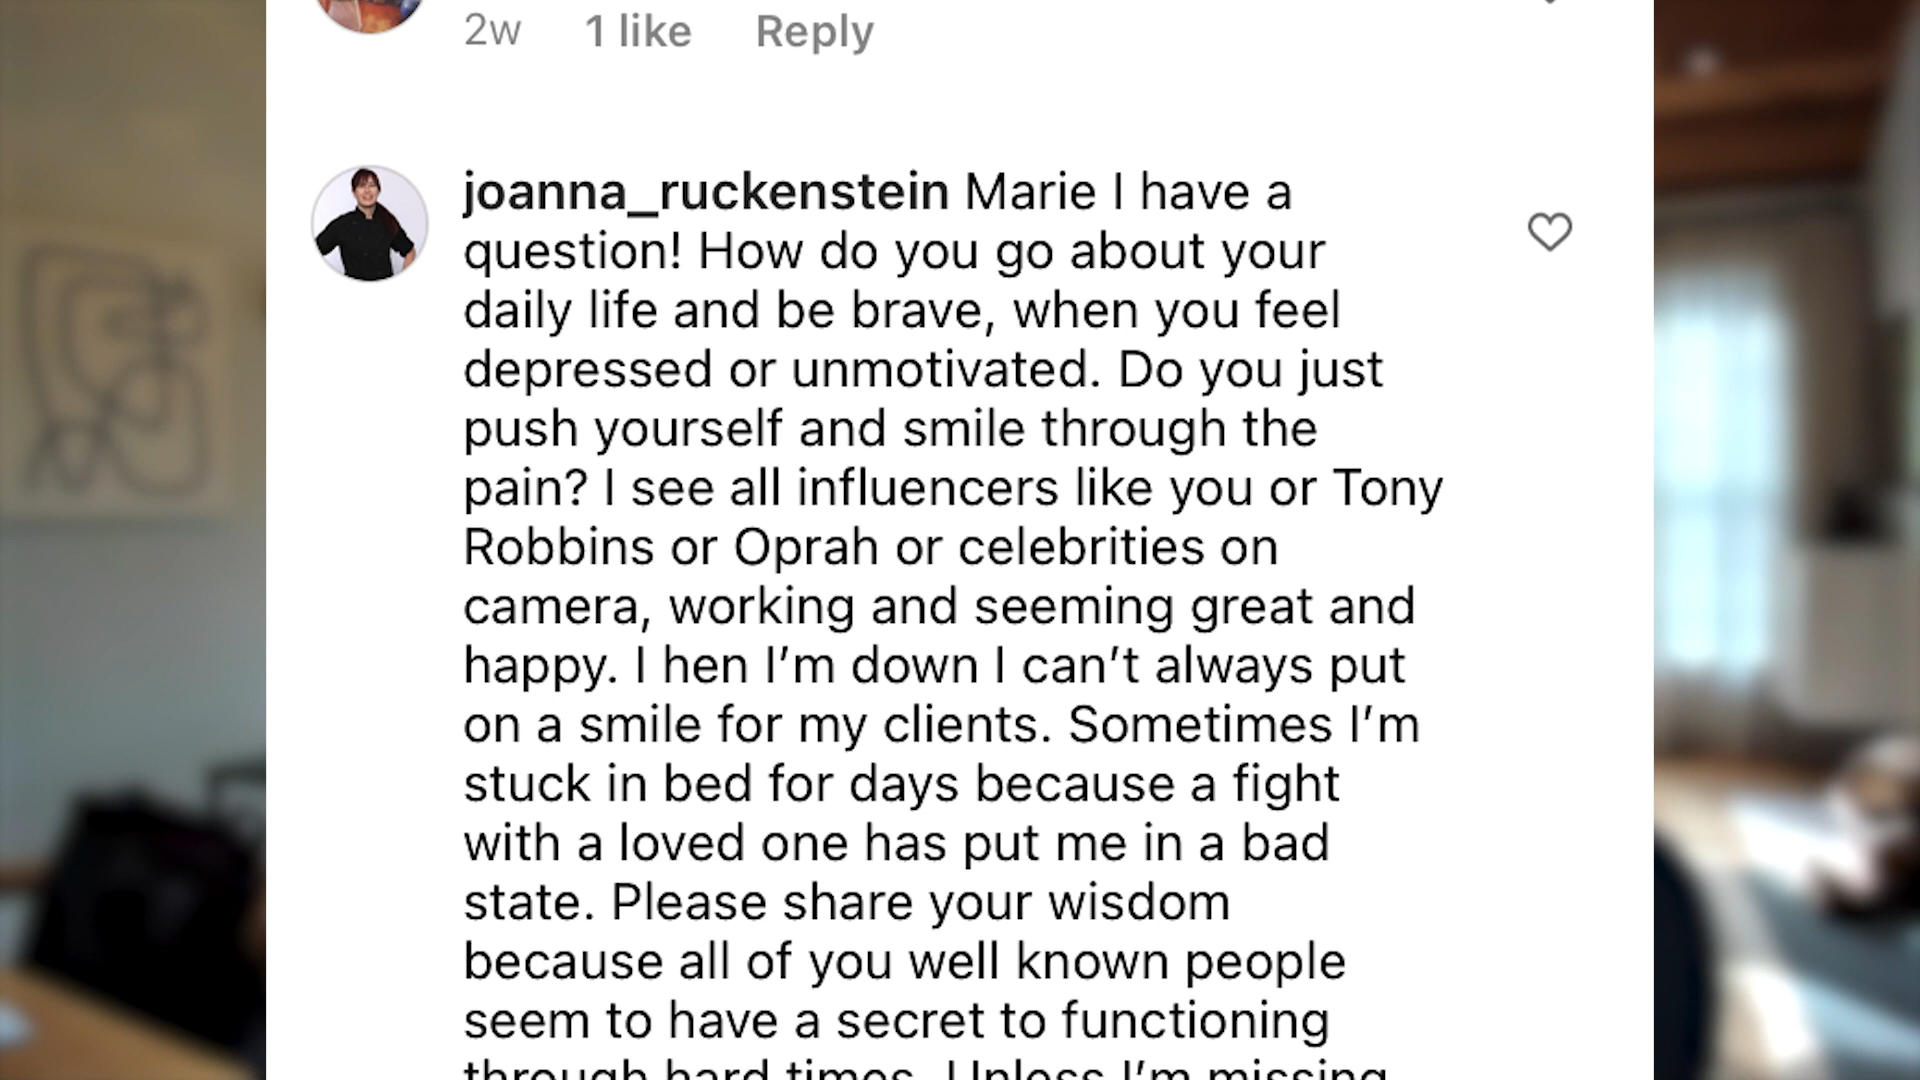 2w 1 like Reply
joanna_ruckenstein Marie I have a
question! How do you go about your
daily life and be brave, when you feel
depressed or unmotivated. Do you just
push yourself and smile through the
pain? I see all influencers like you or Tony
Robbins or Oprah or celebrities on
camera, working and seeming great and
happy. I hen I’m down I can’t always put
on a smile for my clients. Sometimes I’m
stuck in bed for days because a fight
with a loved one has put me in a bad
state. Please share your wisdom
because all of you well known people
seem to have a secret to functioning
through hard times. Unless I’m missing